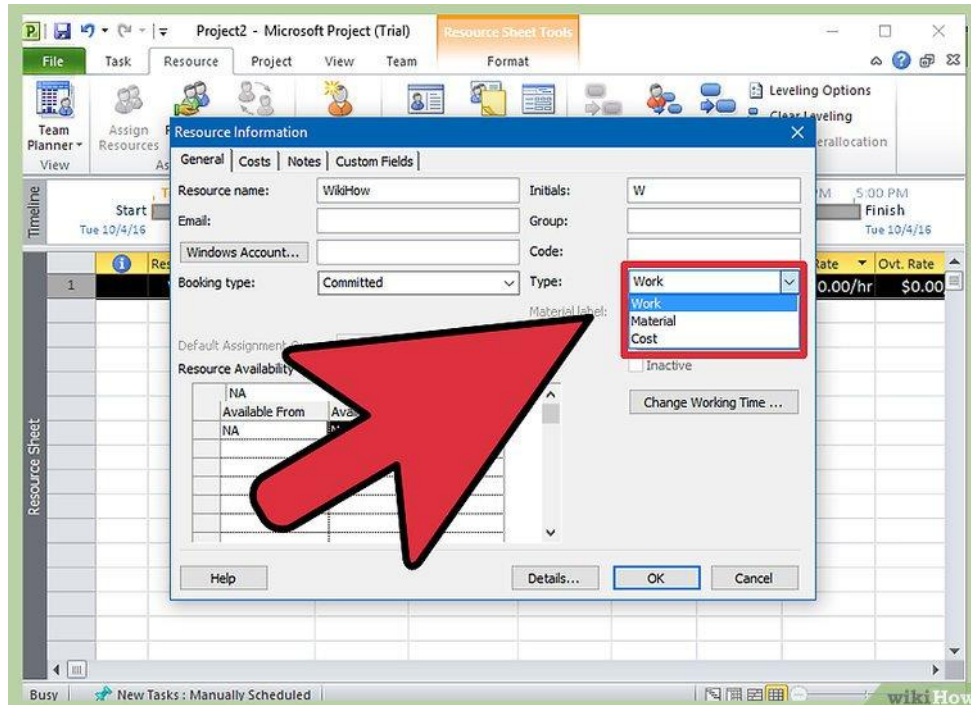 Project2 - Microsoft Project (Trial)
Resource Sheet Tools
File Task Resource Project View Team Format
Team Planner
Assign Resources
Leveling Options
Clear Leveling
View
Resource Information
General Costs Notes Custom Fields
Resource name: WikiHow Initials: W
Email: Group:
Windows Account... Code:
Booking type: Committed Type: Work
Work
Material label:
Material
Cost
Default Assignment
Inactive
Resource Availability
NA
Change Working Time ...
Available From
NA
Help Details... OK Cancel
Timeline
Start
Tue 10/4/16
5:00 PM
Finish
Tue 10/4/16
Rate Ovt. Rate
1 0.00/hr $0.00
Resource Sheet
Busy New Tasks : Manually Scheduled
wikiHow